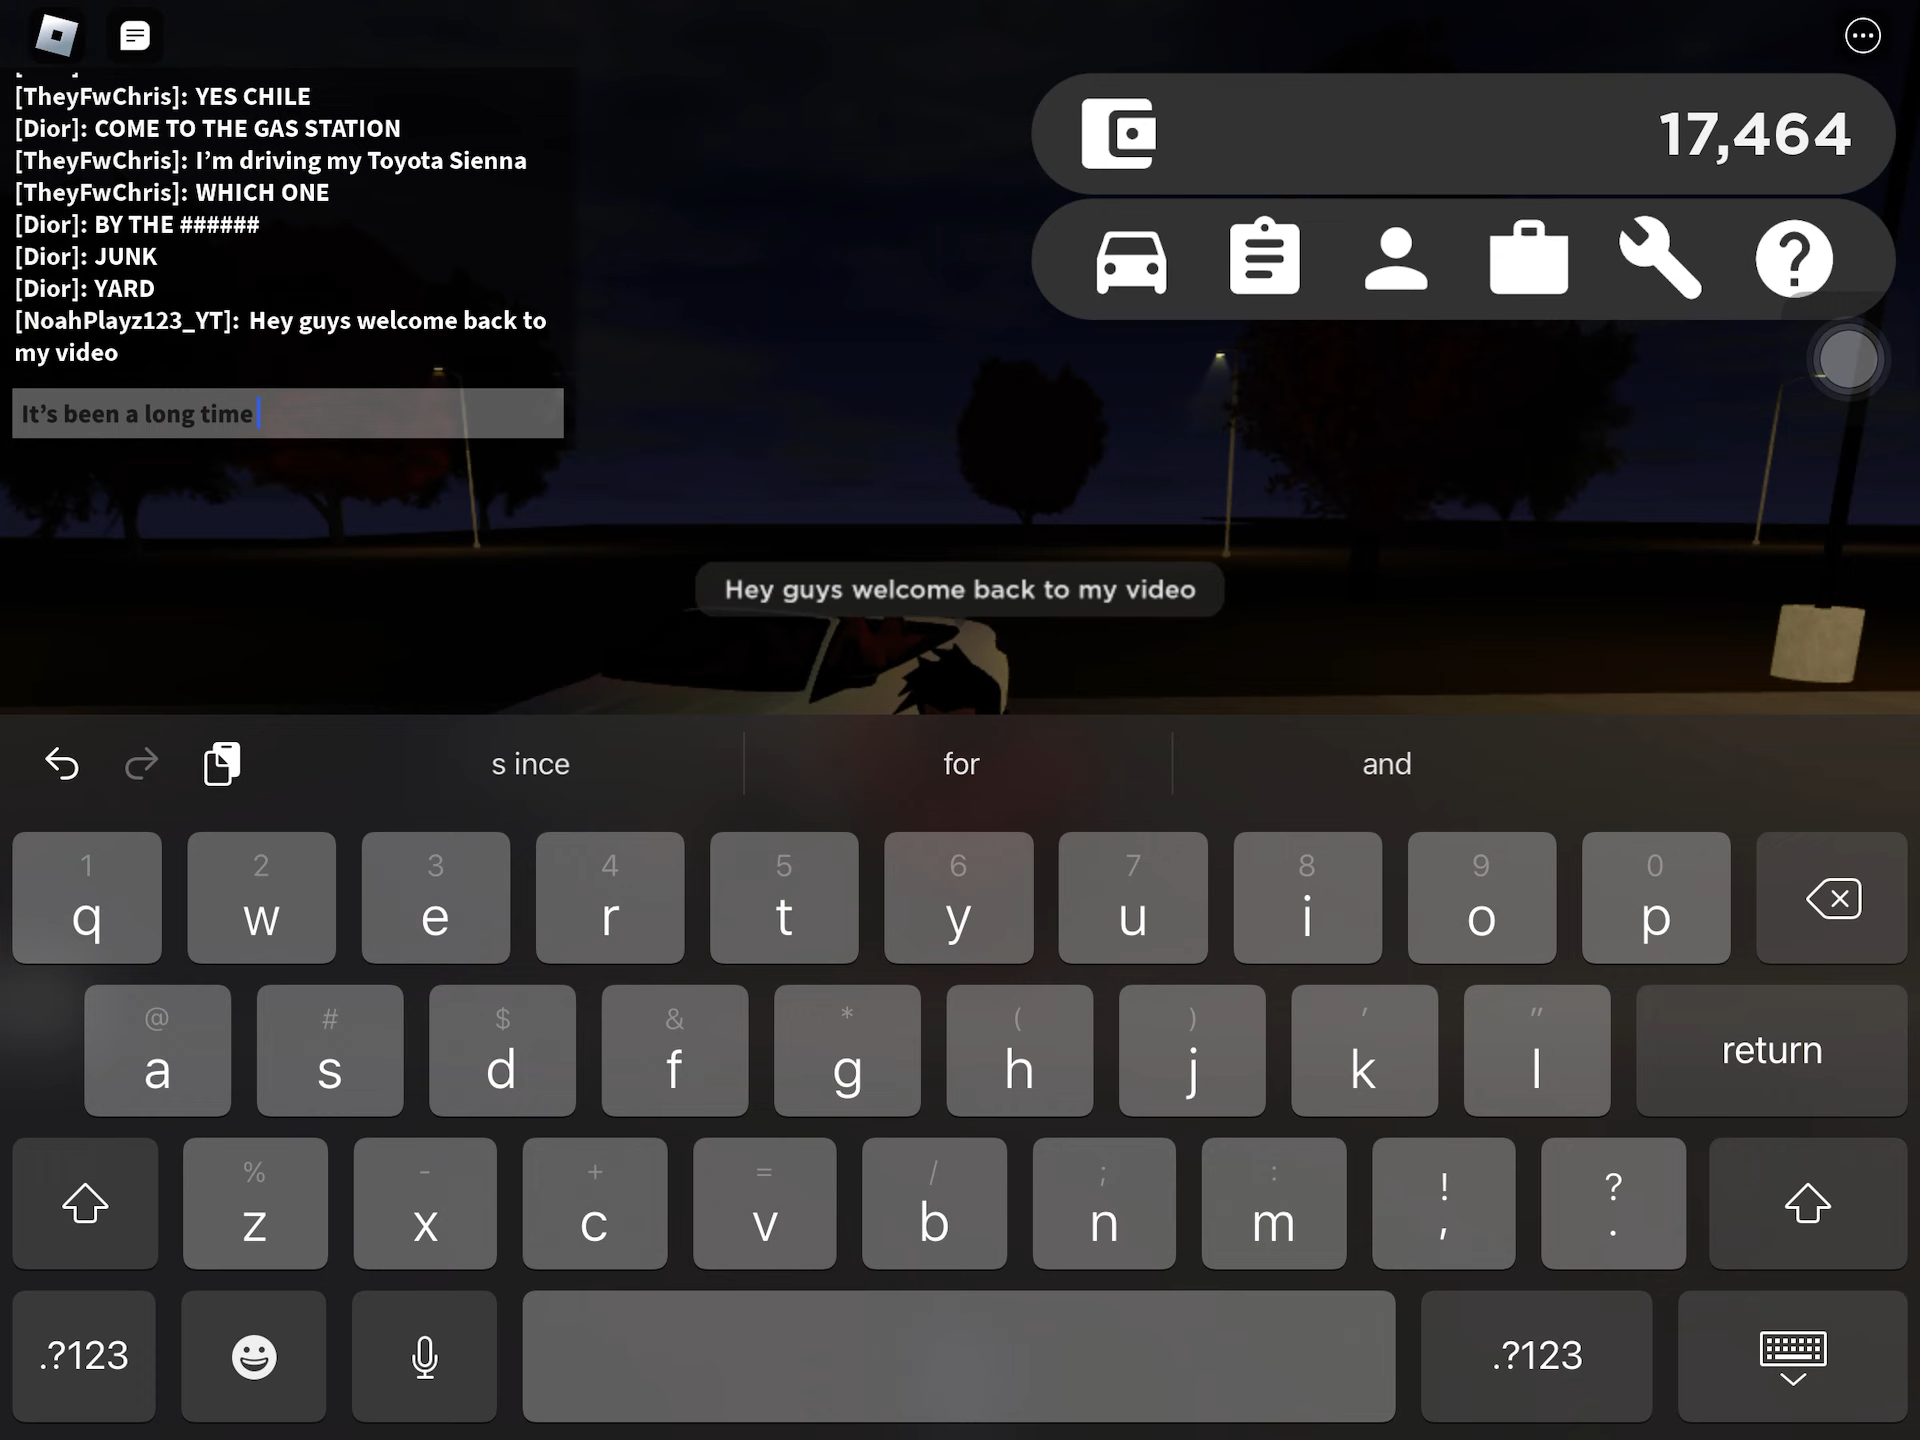 [TheyFwChris]: YES CHILE
[Dior]: COME TO THE GAS STATION
[TheyFwChris]: I’m driving my Toyota Sienna
[TheyFwChris]: WHICH ONE
[Dior]: BY THE ######
[Dior]: JUNK
[Dior]: YARD
[NoahPlayz123_YT]: Hey guys welcome back to
my video
It’s been a long time
17,464
Hey guys welcome back to my video
s ince for and
1 2 3 4 5 6 7 8 9 0
q w e r t y u i o p
@ # $ & * ( ) ′ ″
a s d f g h j k l return
% - + = / ; : ! ?
z x c v b n m , .
.?123 .?123